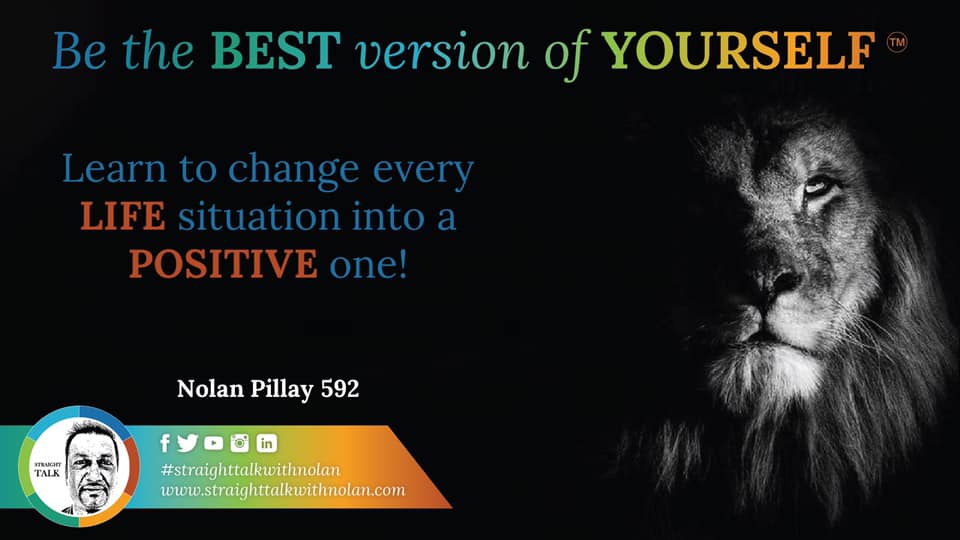 Be the BEST version of YOURSELF TM
Learn to change every
LIFE situation into a
POSITIVE one!
Nolan Pillay 592
STRAIGHT
TALK
#straighttalkwithnolan
www.straighttalkwithnolan.com